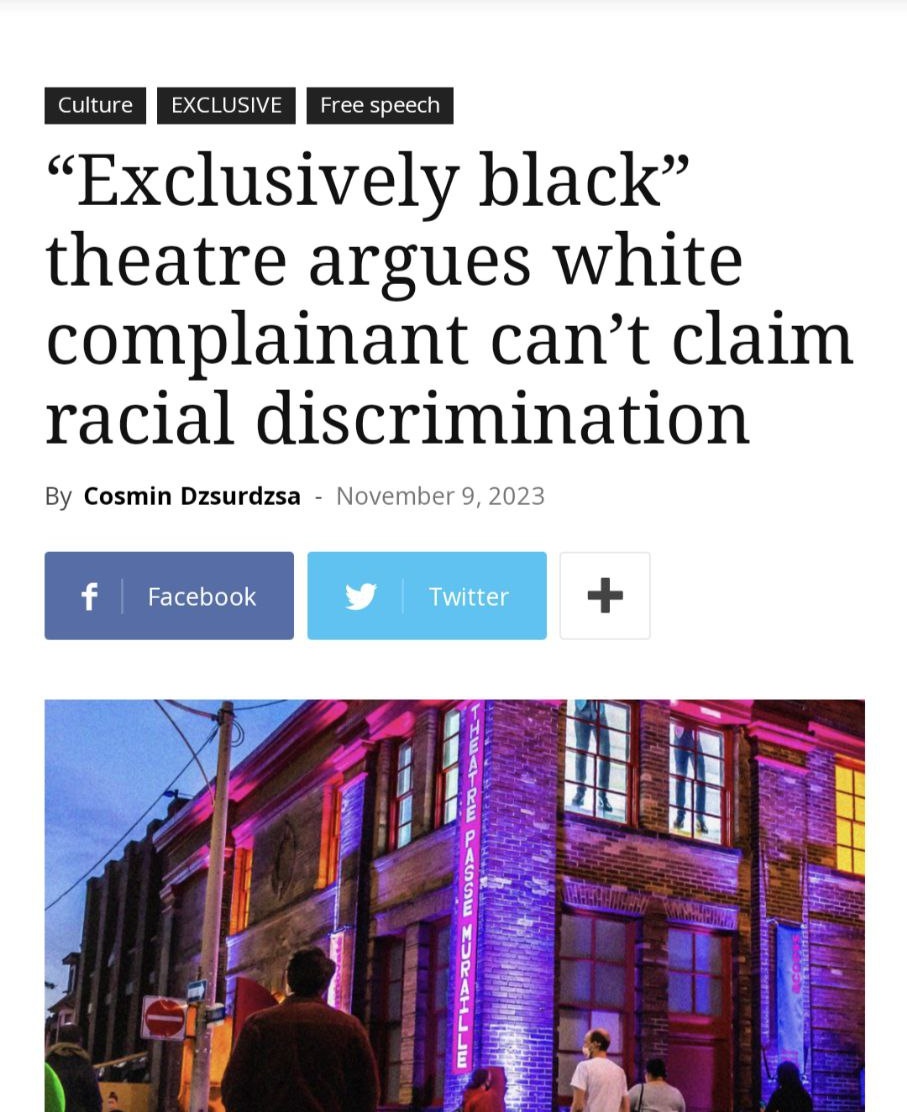 Culture
EXCLUSIVE
Free speech
“Exclusively black”
theatre argues white
complainant can’t claim
racial discrimination
By Cosmin Dzsurdzsa - November 9, 2023
f Facebook
Twitter
THEATRE PASSE MURAILLE